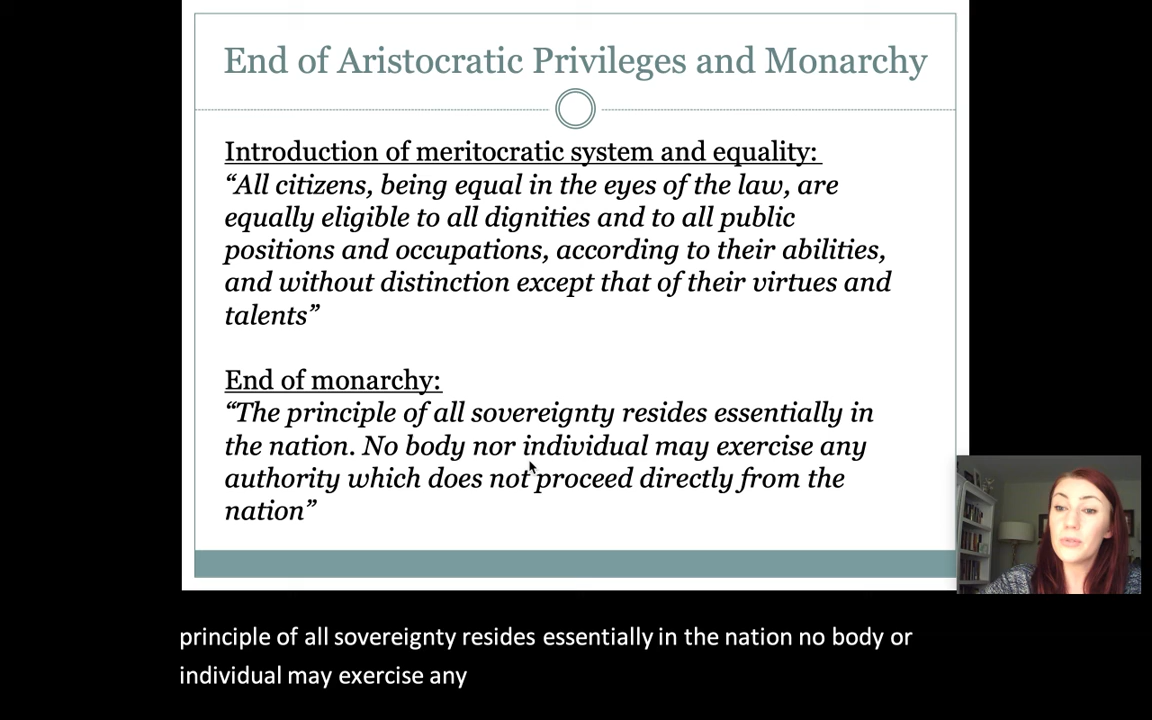 End of Aristocratic Privileges and Monarchy
Introduction of meritocratic system and equality:
“All citizens, being equal in the eyes of the law, are
equally eligible to all dignities and to all public
positions and occupations, according to their abilities,
and without distinction except that of their virtues and
talents”
End of monarchy:
“The principle of all sovereignty resides essentially in
the nation. No body nor individual may exercise any
authority which does not proceed directly from the
nation”
principle of all sovereignty resides essentially in the nation no body or
individual may exercise any